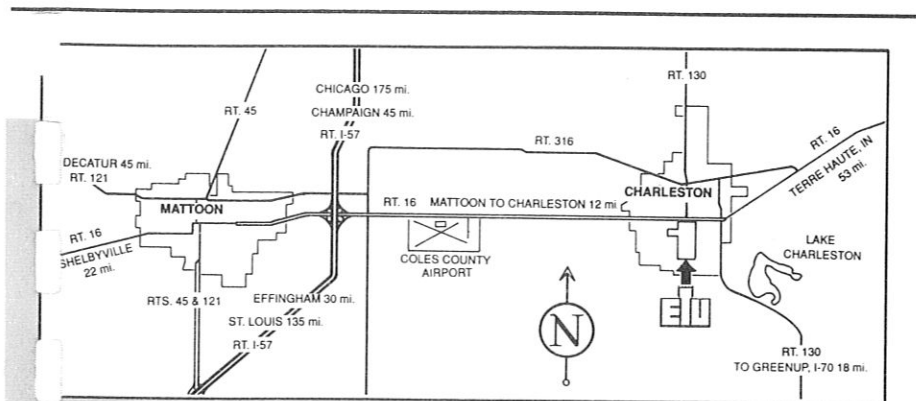 CHICAGO 175 mi.
CHAMPAIGN 45 mi.
RT. I-57
RT. 45
RT. 130
RT. 16
TERRE HAUTE, IN
53 mi.
RT. 316
DECATUR 45 mi.
RT. 121
MATTOON
CHARLESTON
RT. 16
MATTOON TO CHARLESTON 12 mi.
RT. 16
SHELBYVILLE
22 mi.
COLES COUNTY
AIRPORT
LAKE
CHARLESTON
RTS. 45 & 121
EFFINGHAM 30 mi.
ST. LOUIS 135 mi.
RT. I-57
N
EIU
RT. 130
TO GREENUP, I-70 18 mi.